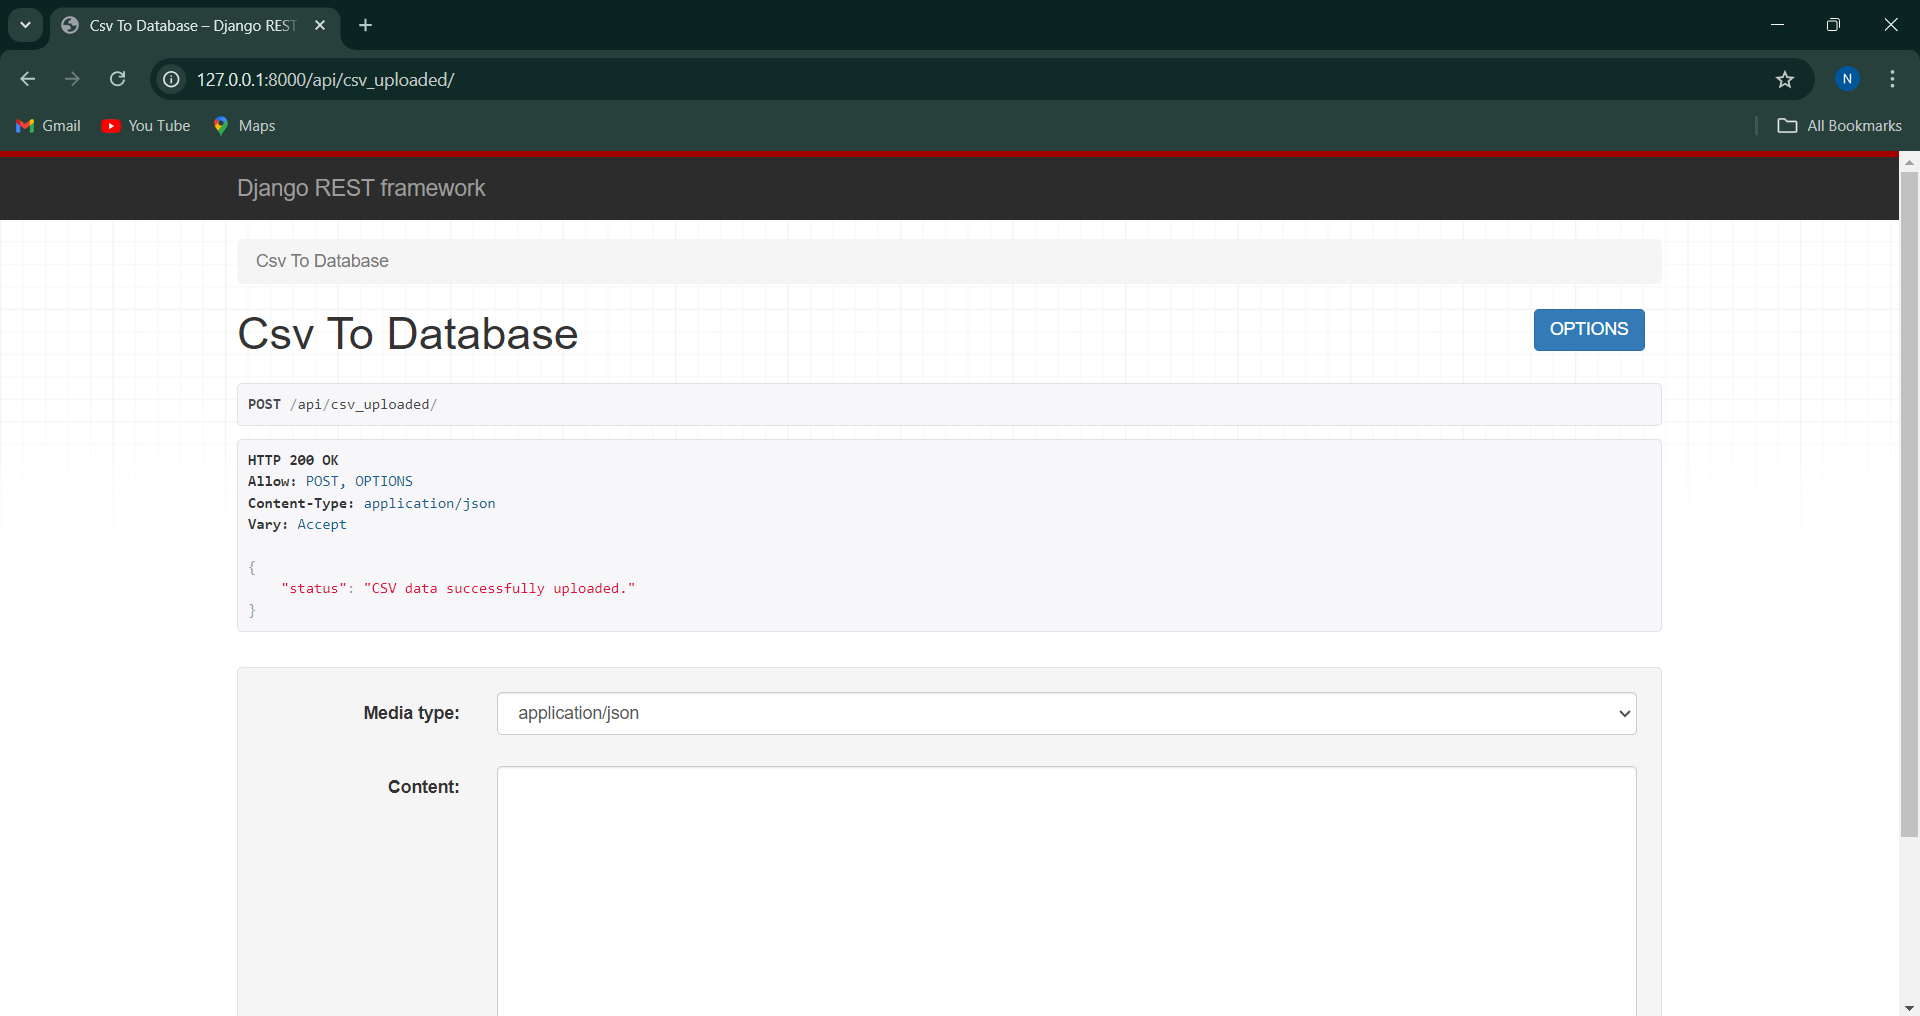 Csv To Database – Django REST
127.0.0.1:8000/api/csv_uploaded/
N
Gmail
You Tube
Maps
All Bookmarks
Django REST framework
Csv To Database
Csv To Database
OPTIONS
POST /api/csv_uploaded/
HTTP 200 OK
Allow: POST, OPTIONS
Content-Type: application/json
Vary: Accept
{
"status": "CSV data successfully uploaded."
}
Media type:
application/json
Content: